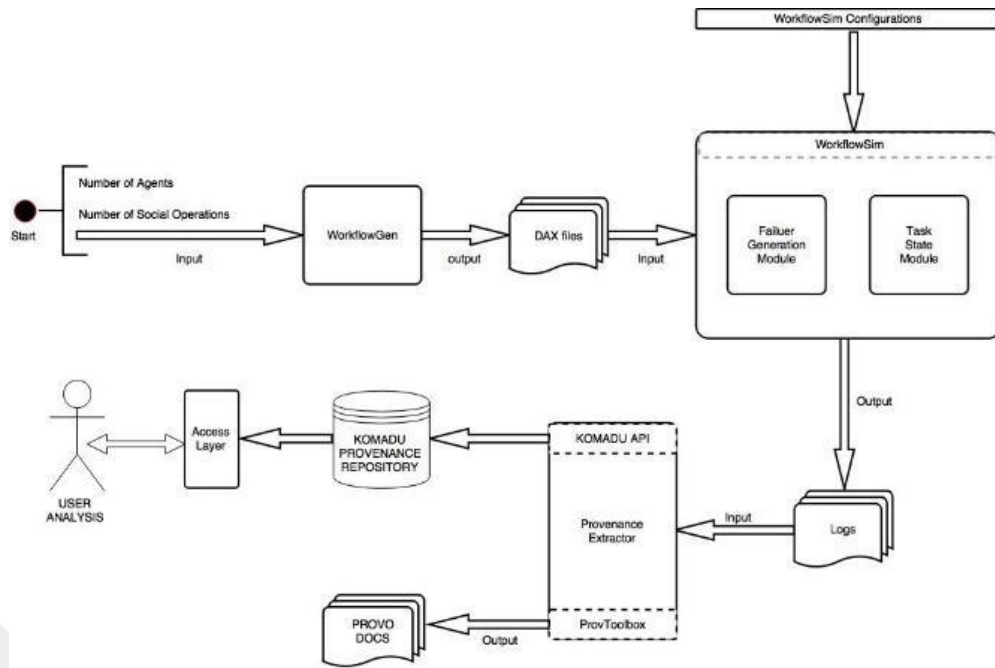 WorkflowSim Configurations
WorkflowSim
Number of Agents
Number of Social Operations
Start
Input
WorkflowGen
output
DAX files
Input
Failuer
Generation
Module
Task
State
Module
Output
USER
ANALYSIS
Access
Layer
KOMADU
PROVENANCE
REPOSITORY
KOMADU API
Provenance
Extractor
ProvToolbox
Input
Logs
PROVO
DOCS
Output